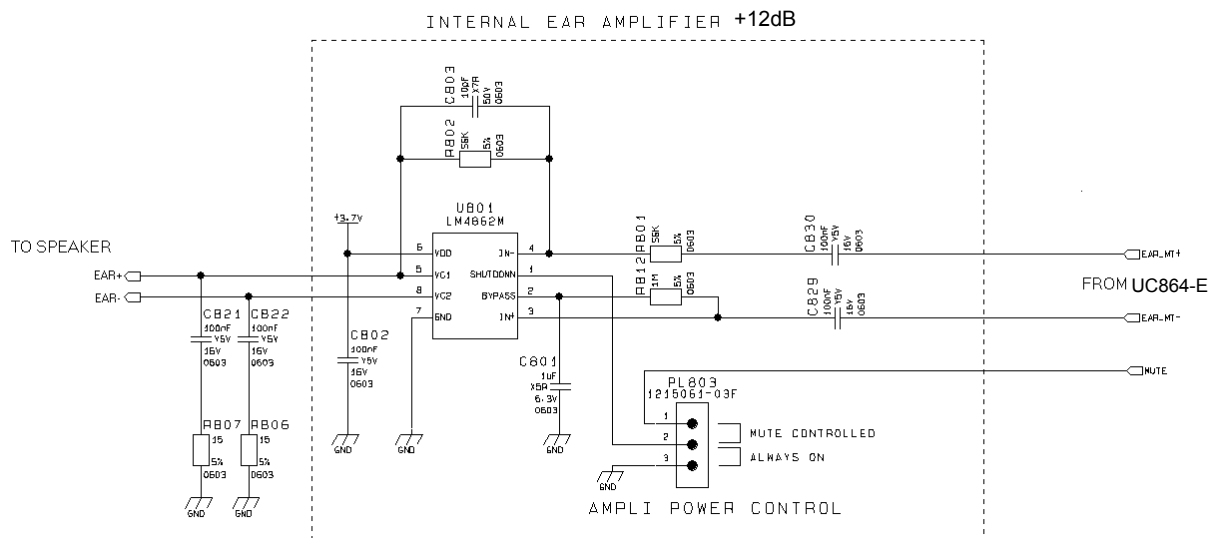 INTERNAL EAR AMPLIFIER +12dB
C803
10pF
X7R
50V
0603
R802
56K
5%
0603
+3.7V
U801
LM4862M
6 VDD IN- 4
5 VO1 SHUTDOWN 1
8 VO2 BYPASS 2
7 GND IN+ 3
TO SPEAKER
EAR+
EAR-
R801
56K
5%
0603
R812
1M
5%
0603
C830
100nF
Y5V
16V
0603
C829
100nF
Y5V
16V
0603
EAR_MT+
FROM UC864-E
EAR_MT-
MUTE
C821
100nF
Y5V
16V
0603
C822
100nF
Y5V
16V
0603
C802
100nF
Y5V
16V
0603
C801
1uF
X5R
6.3V
0603
PL803
1215061-03F
1
2
3
MUTE CONTROLLED
ALWAYS ON
R807
15
5%
0603
R806
15
5%
0603
GND
GND
GND
GND
GND
GND
AMPLI POWER CONTROL